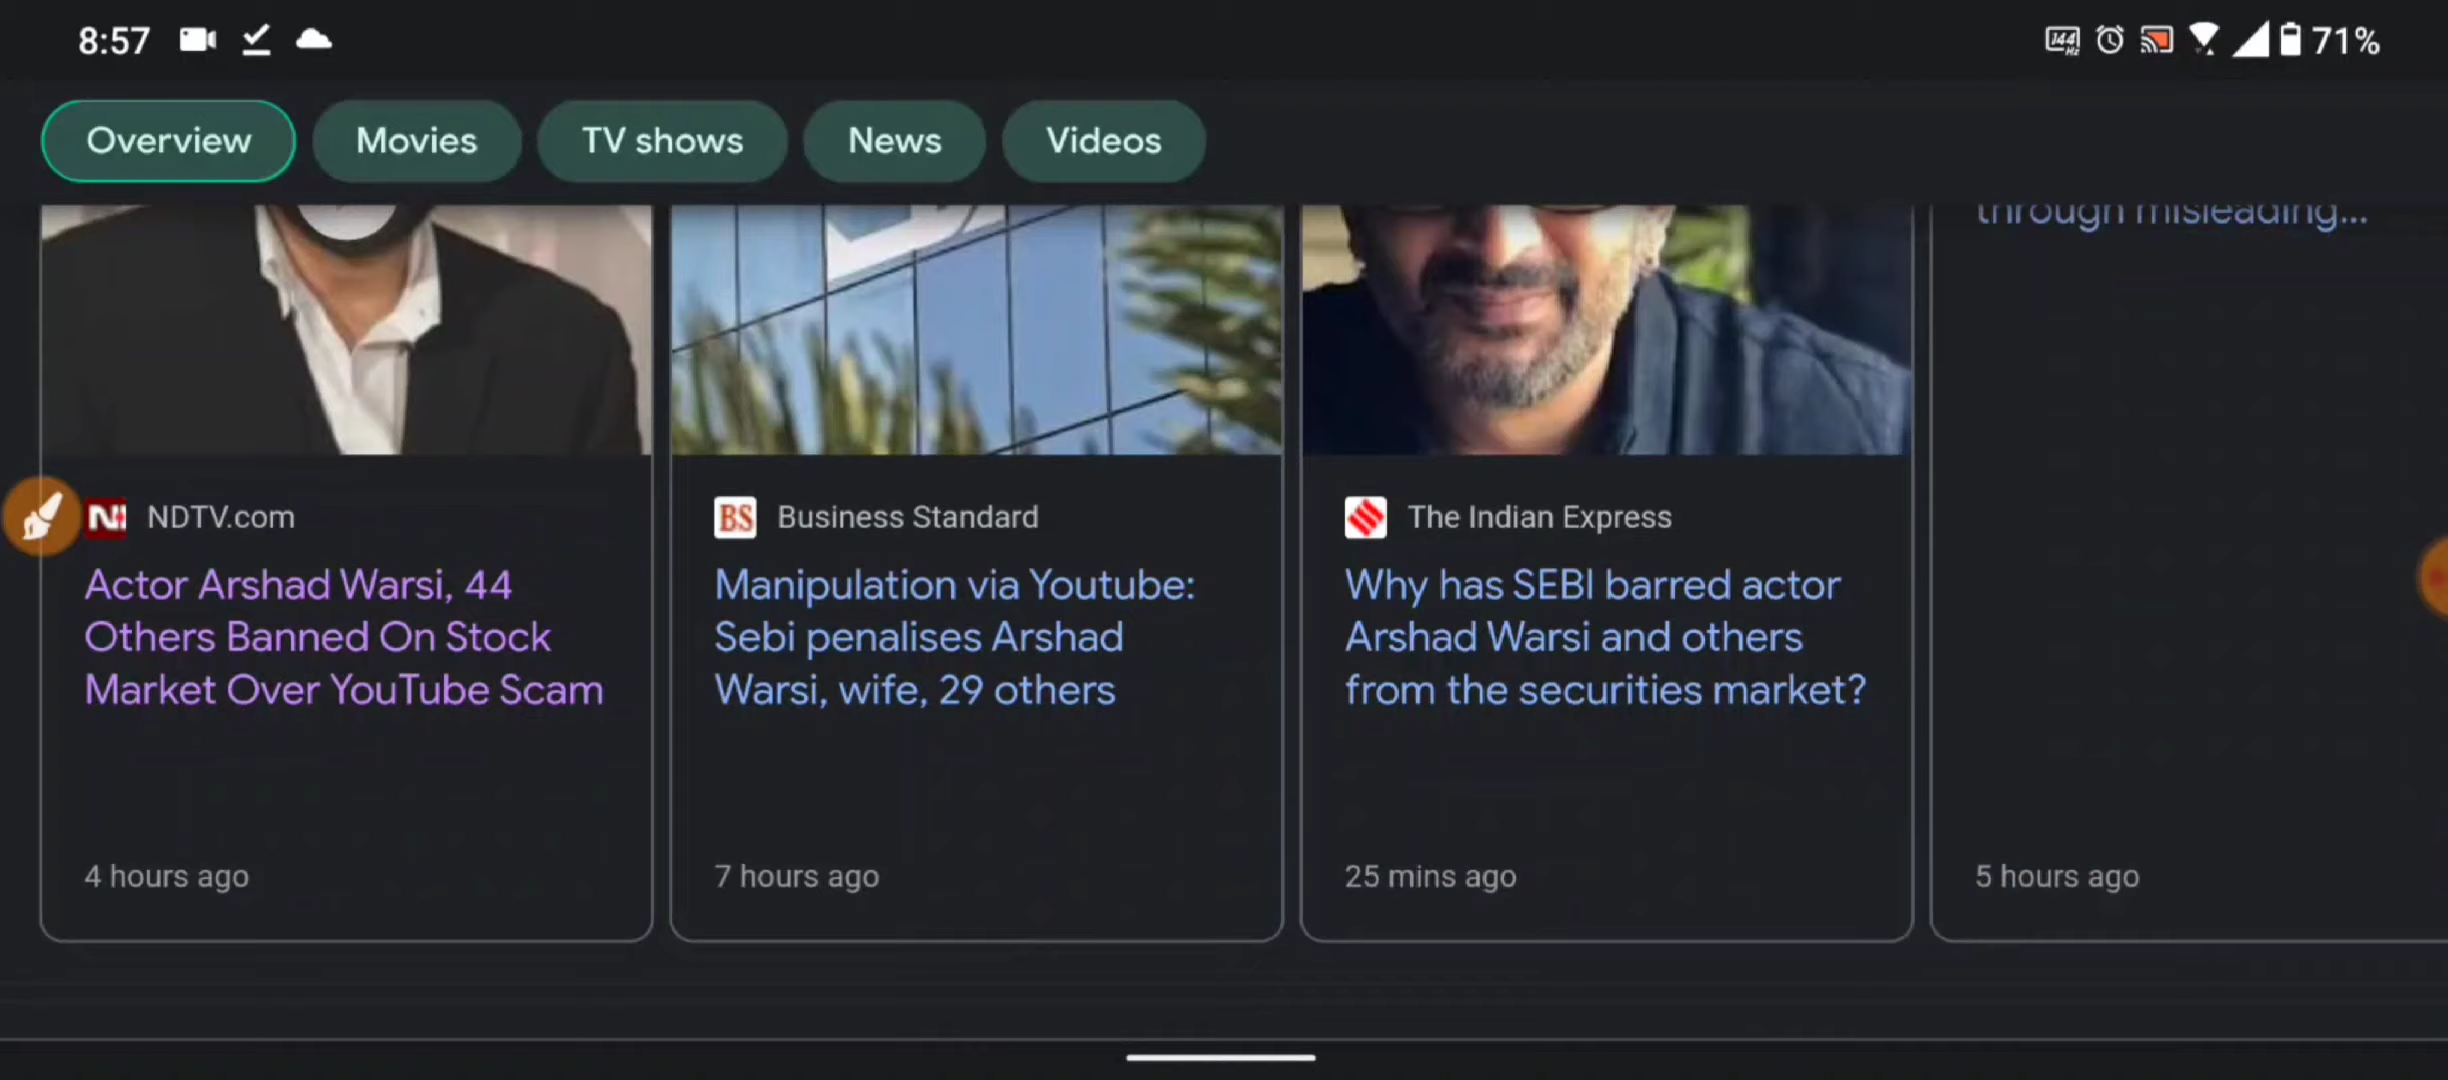 8:57
144
Hz
71%
Overview
Movies
TV shows
News
Videos
through misleading...
NDTV.com
Actor Arshad Warsi, 44
Others Banned On Stock
Market Over YouTube Scam
4 hours ago
BS
Business Standard
Manipulation via Youtube:
Sebi penalises Arshad
Warsi, wife, 29 others
7 hours ago
The Indian Express
Why has SEBI barred actor
Arshad Warsi and others
from the securities market?
25 mins ago
5 hours ago